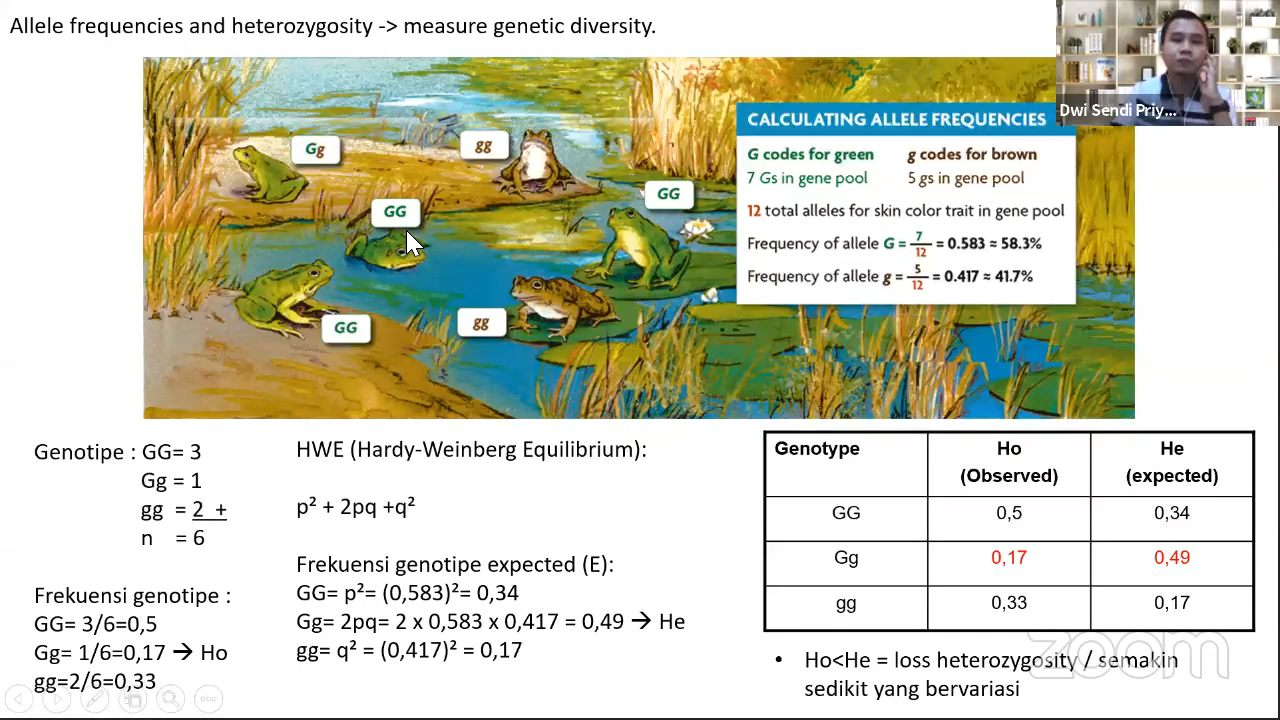 Allele frequencies and heterozygosity -> measure genetic diversity.
Dwi Sendi Priy...
Gg
gg
GG
GG
GG
gg
CALCULATING ALLELE FREQUENCIES
G codes for green g codes for brown
7 Gs in gene pool 5 gs in gene pool
12 total alleles for skin color trait in gene pool
Frequency of allele G = 7/12 = 0.583 ≈ 58.3%
Frequency of allele g = 5/12 = 0.417 ≈ 41.7%
Genotipe : GG= 3
Gg = 1
gg = 2 +
n = 6
Frekuensi genotipe :
GG= 3/6=0,5
Gg= 1/6=0,17 → Ho
gg=2/6=0,33
HWE (Hardy-Weinberg Equilibrium):
p² + 2pq +q²
Frekuensi genotipe expected (E):
GG= p²= (0,583)²= 0,34
Gg= 2pq= 2 x 0,583 x 0,417 = 0,49 → He
gg= q² = (0,417)² = 0,17
Genotype Ho He
(Observed) (expected)
GG 0,5 0,34
Gg 0,17 0,49
gg 0,33 0,17
• Ho<He = loss heterozygosity / semakin
sedikit yang bervariasi
zoom